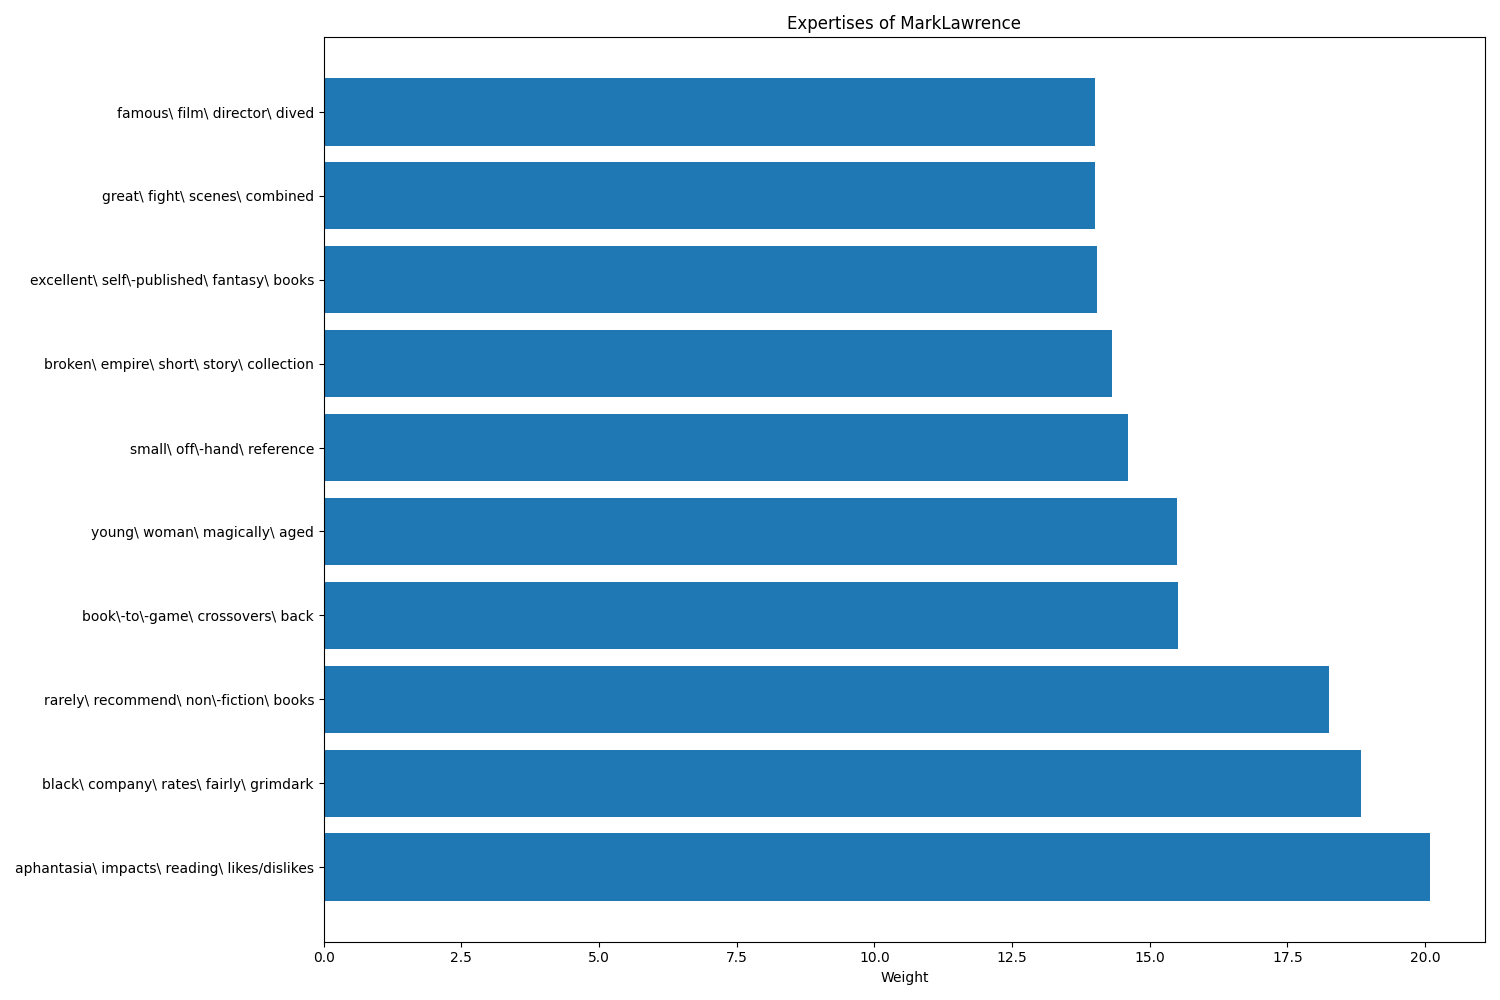 Expertises of MarkLawrence
famous\ film\ director\ dived
great\ fight\ scenes\ combined
excellent\ self\-published\ fantasy\ books
broken\ empire\ short\ story\ collection
small\ off\-hand\ reference
young\ woman\ magically\ aged
book\-to\-game\ crossovers\ back
rarely\ recommend\ non\-fiction\ books
black\ company\ rates\ fairly\ grimdark
aphantasia\ impacts\ reading\ likes/dislikes
0.0 2.5 5.0 7.5 10.0 12.5 15.0 17.5 20.0
Weight